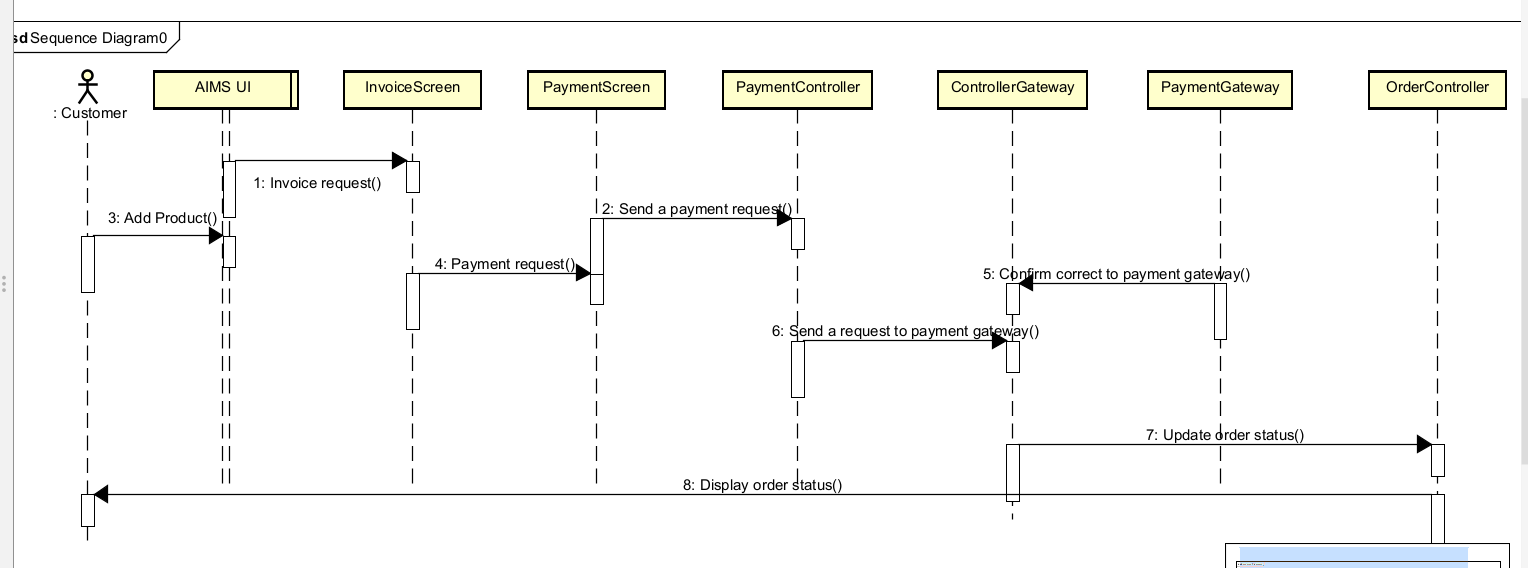 sd Sequence Diagram0
: Customer
AIMS UI
InvoiceScreen
PaymentScreen
PaymentController
ControllerGateway
PaymentGateway
OrderController
1: Invoice request()
2: Send a payment request()
3: Add Product()
4: Payment request()
5: Confirm correct to payment gateway()
6: Send a request to payment gateway()
7: Update order status()
8: Display order status()